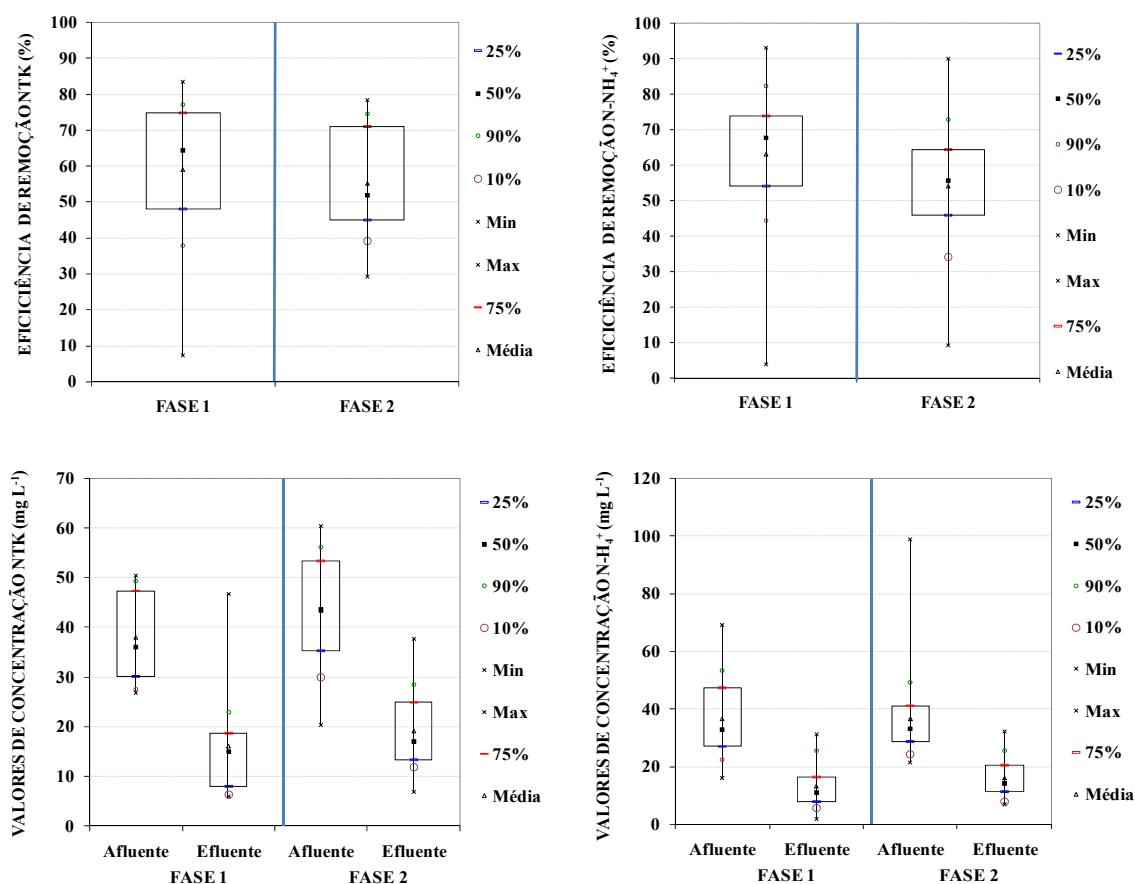 EFICICIÊNCIA DE REMOÇÃO NTK (%)
100
90
80
70
60
50
40
30
20
10
0
FASE 1
FASE 2
25%
50%
90%
10%
Min
Max
75%
Média
EFICICIÊNCIA DE REMOÇÃO N-NH₄⁺ (%)
100
90
80
70
60
50
40
30
20
10
0
FASE 1
FASE 2
25%
50%
90%
10%
Min
Max
75%
Média
VALORES DE CONCENTRAÇÃO NTK (mg L⁻¹)
70
60
50
40
30
20
10
0
Afluente
Efluente
Afluente
Efluente
FASE 1
FASE 2
25%
50%
90%
10%
Min
Max
75%
Média
VALORES DE CONCENTRAÇÃO N-H₄⁺ (mg L⁻¹)
120
100
80
60
40
20
0
Afluente
Efluente
Afluente
Efluente
FASE 1
FASE 2
25%
50%
90%
10%
Min
Max
75%
Média